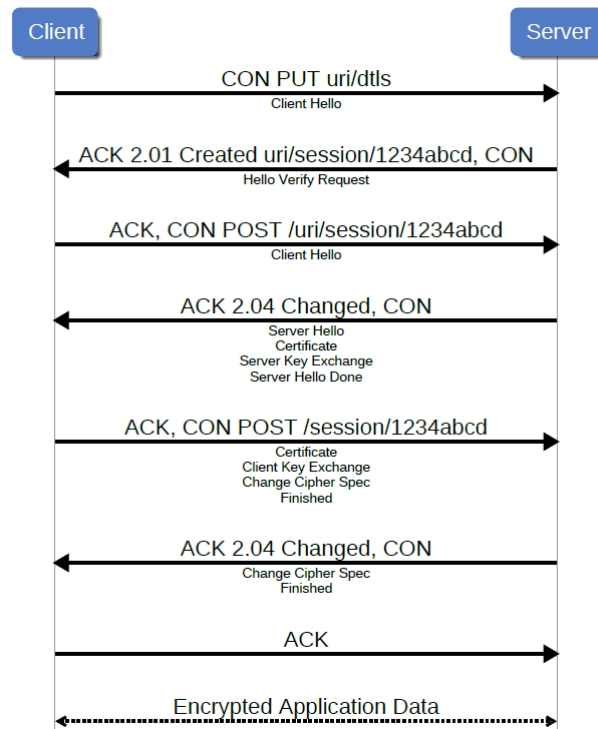 Client
Server
CON PUT uri/dtls
Client Hello
ACK 2.01 Created uri/session/1234abcd, CON
Hello Verify Request
ACK, CON POST /uri/session/1234abcd
Client Hello
ACK 2.04 Changed, CON
Server Hello
Certificate
Server Key Exchange
Server Hello Done
ACK, CON POST /session/1234abcd
Certificate
Client Key Exchange
Change Cipher Spec
Finished
ACK 2.04 Changed, CON
Change Cipher Spec
Finished
ACK
Encrypted Application Data